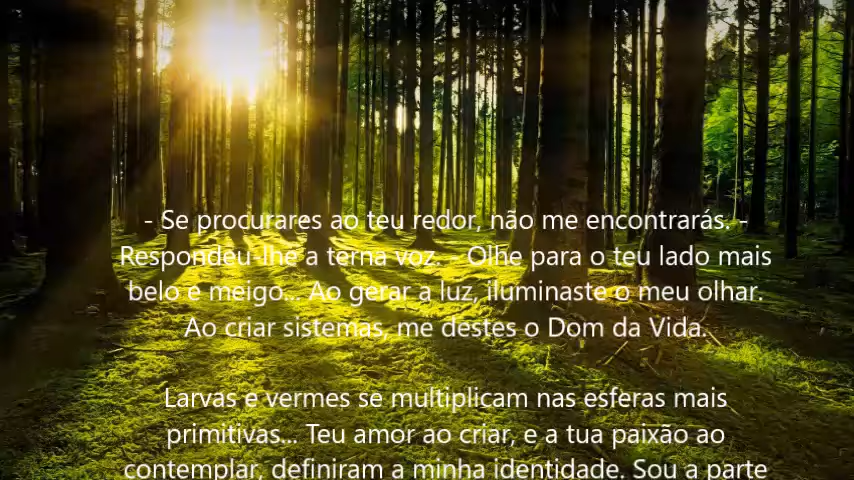 - Se procurares ao teu redor, não me encontrarás. -
Respondeu-lhe a terna voz. - Olhe para o teu lado mais
belo e meigo... Ao gerar a luz, iluminaste o meu olhar.
Ao criar sistemas, me destes o Dom da Vida.
Larvas e vermes se multiplicam nas esferas mais
primitivas... Teu amor ao criar, e a tua paixão ao
contemplar, definiram a minha identidade. Sou a parte